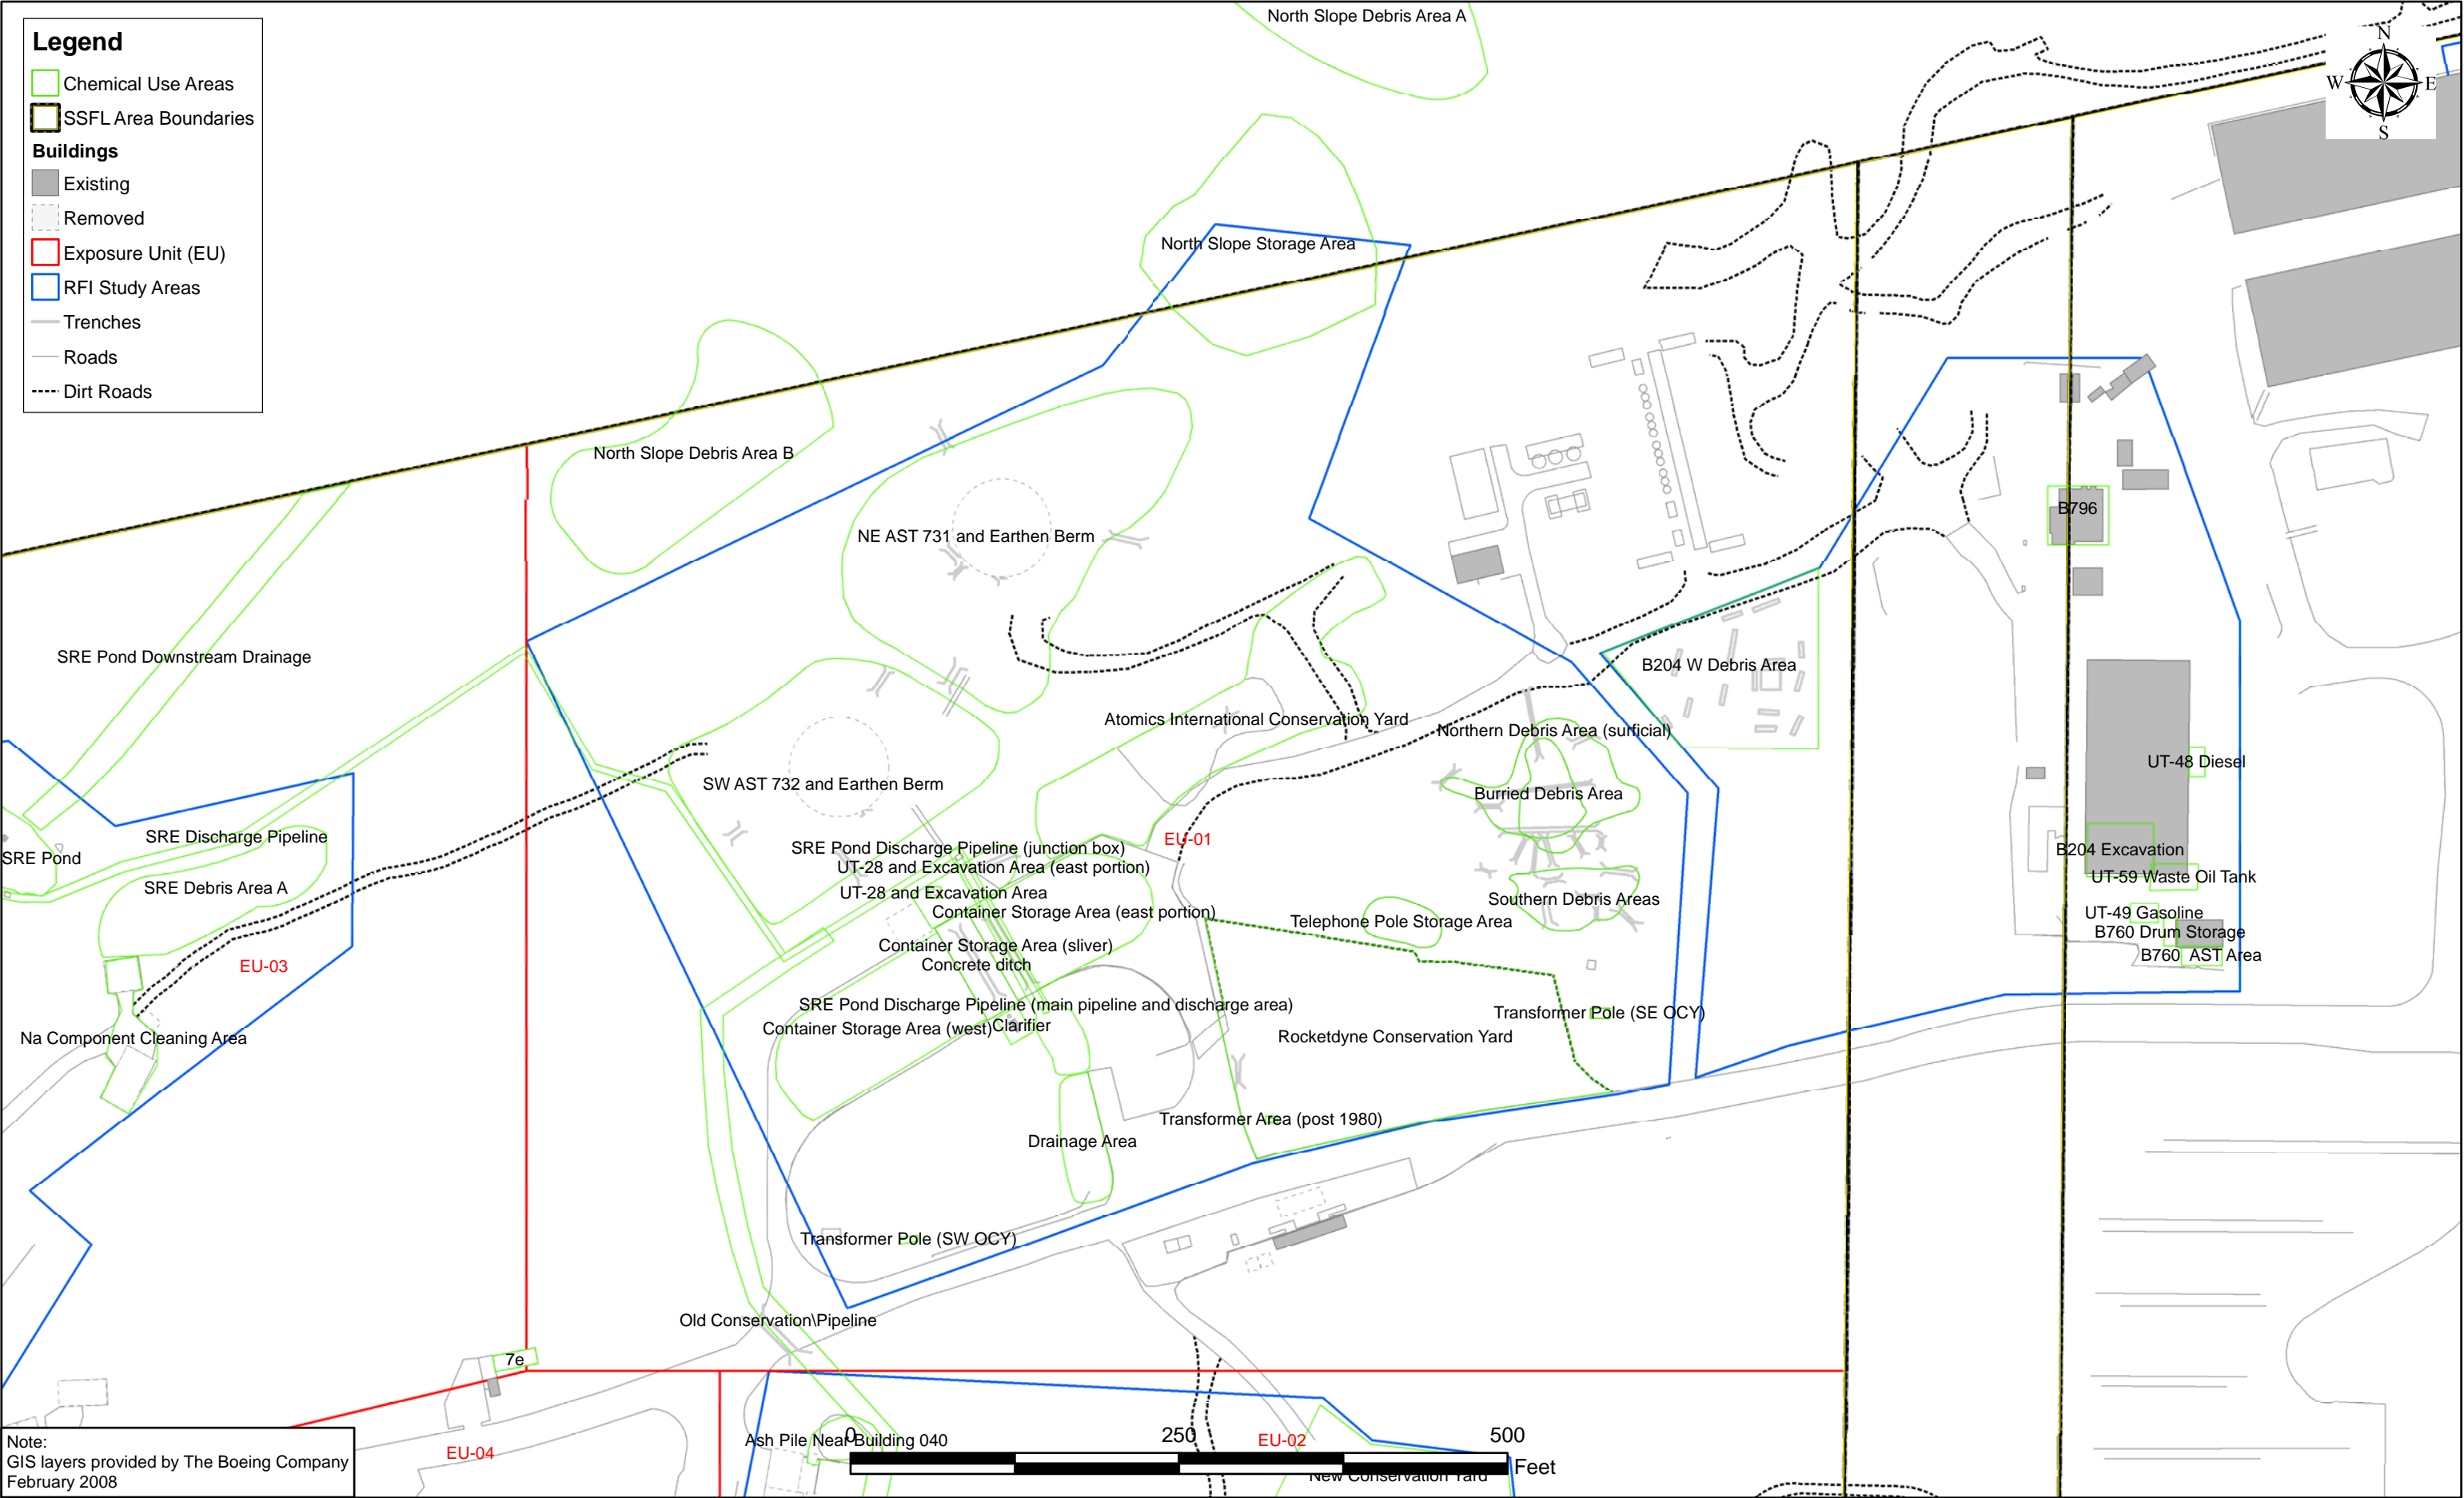 North Slope Debris Area A
Legend
Chemical Use Areas
SSFL Area Boundaries
Buildings
Existing
Removed
Exposure Unit (EU)
RFI Study Areas
Trenches
Roads
Dirt Roads
N
W
E
S
North Slope Storage Area
North Slope Debris Area B
B796
NE AST 731 and Earthen Berm
SRE Pond Downstream Drainage
B204 W Debris Area
Atomics International Conservation Yard
Northern Debris Area (surficial)
UT-48 Diesel
SW AST 732 and Earthen Berm
Burried Debris Area
SRE Discharge Pipeline
EU-01
SRE Pond Discharge Pipeline (junction box)
B204 Excavation
SRE Pond
UT-28 and Excavation Area (east portion)
UT-59 Waste Oil Tank
SRE Debris Area A
UT-28 and Excavation Area
Southern Debris Areas
Container Storage Area (east portion)
UT-49 Gasoline
Telephone Pole Storage Area
B760 Drum Storage
Container Storage Area (sliver)
B760 AST Area
Concrete ditch
EU-03
SRE Pond Discharge Pipeline (main pipeline and discharge area)
Transformer Pole (SE OCY)
Container Storage Area (west)
Clarifier
Na Component Cleaning Area
Rocketdyne Conservation Yard
Transformer Area (post 1980)
Drainage Area
Transformer Pole (SW OCY)
Old Conservation\Pipeline
7e
Ash Pile Near Building 040
EU-02
EU-04
0 250 500
Feet
New Conservation Yard
Note:
GIS layers provided by The Boeing Company
February 2008